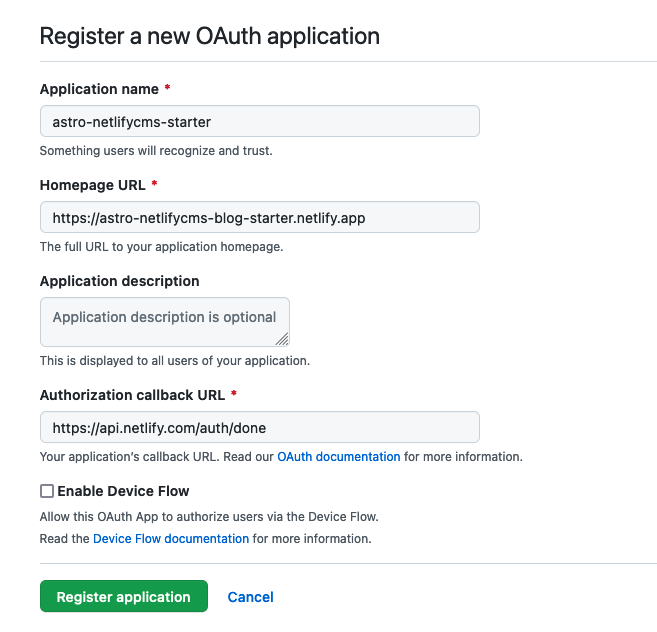 Register a new OAuth application
Application name *
astro-netlifycms-starter
Something users will recognize and trust.
Homepage URL *
https://astro-netlifycms-blog-starter.netlify.app
The full URL to your application homepage.
Application description
Application description is optional
This is displayed to all users of your application.
Authorization callback URL *
https://api.netlify.com/auth/done
Your application's callback URL. Read our OAuth documentation for more information.
Enable Device Flow
Allow this OAuth App to authorize users via the Device Flow.
Read the Device Flow documentation for more information.
Register application Cancel